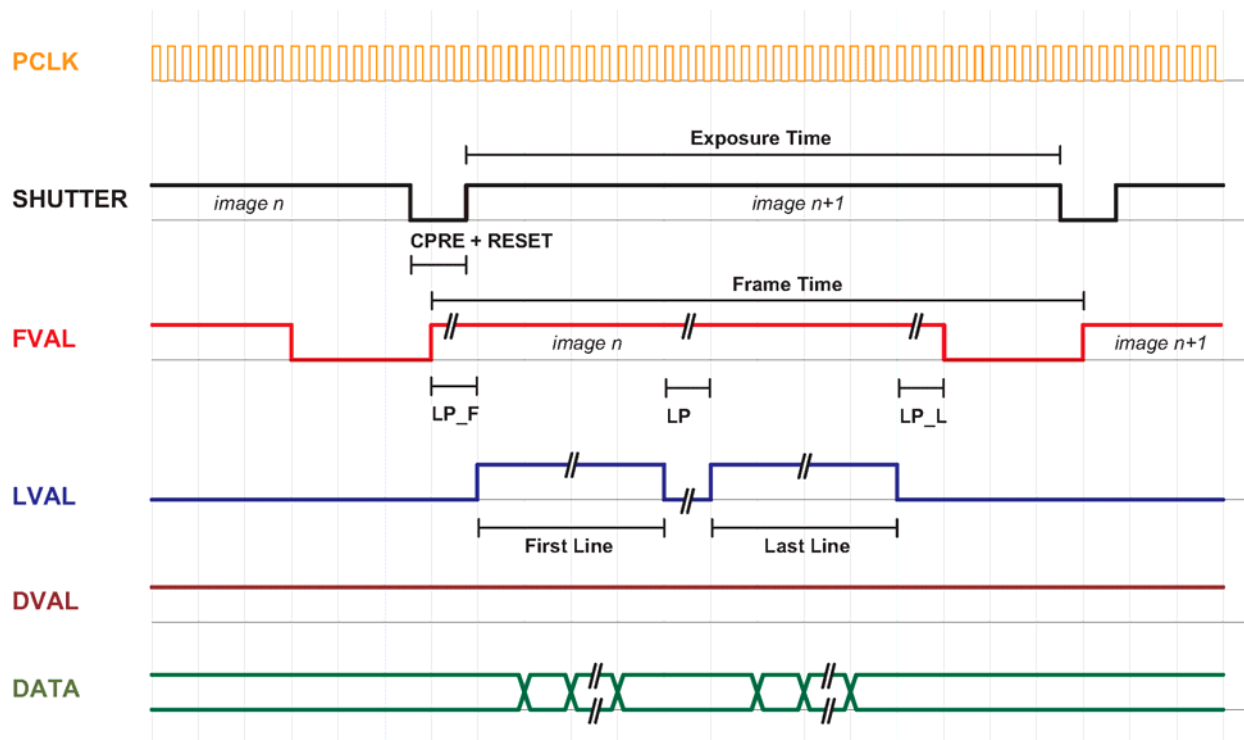 PCLK
Exposure Time
SHUTTER
image n
image n+1
CPRE + RESET
Frame Time
FVAL
image n
image n+1
LP_F
LP
LP_L
LVAL
First Line
Last Line
DVAL
DATA